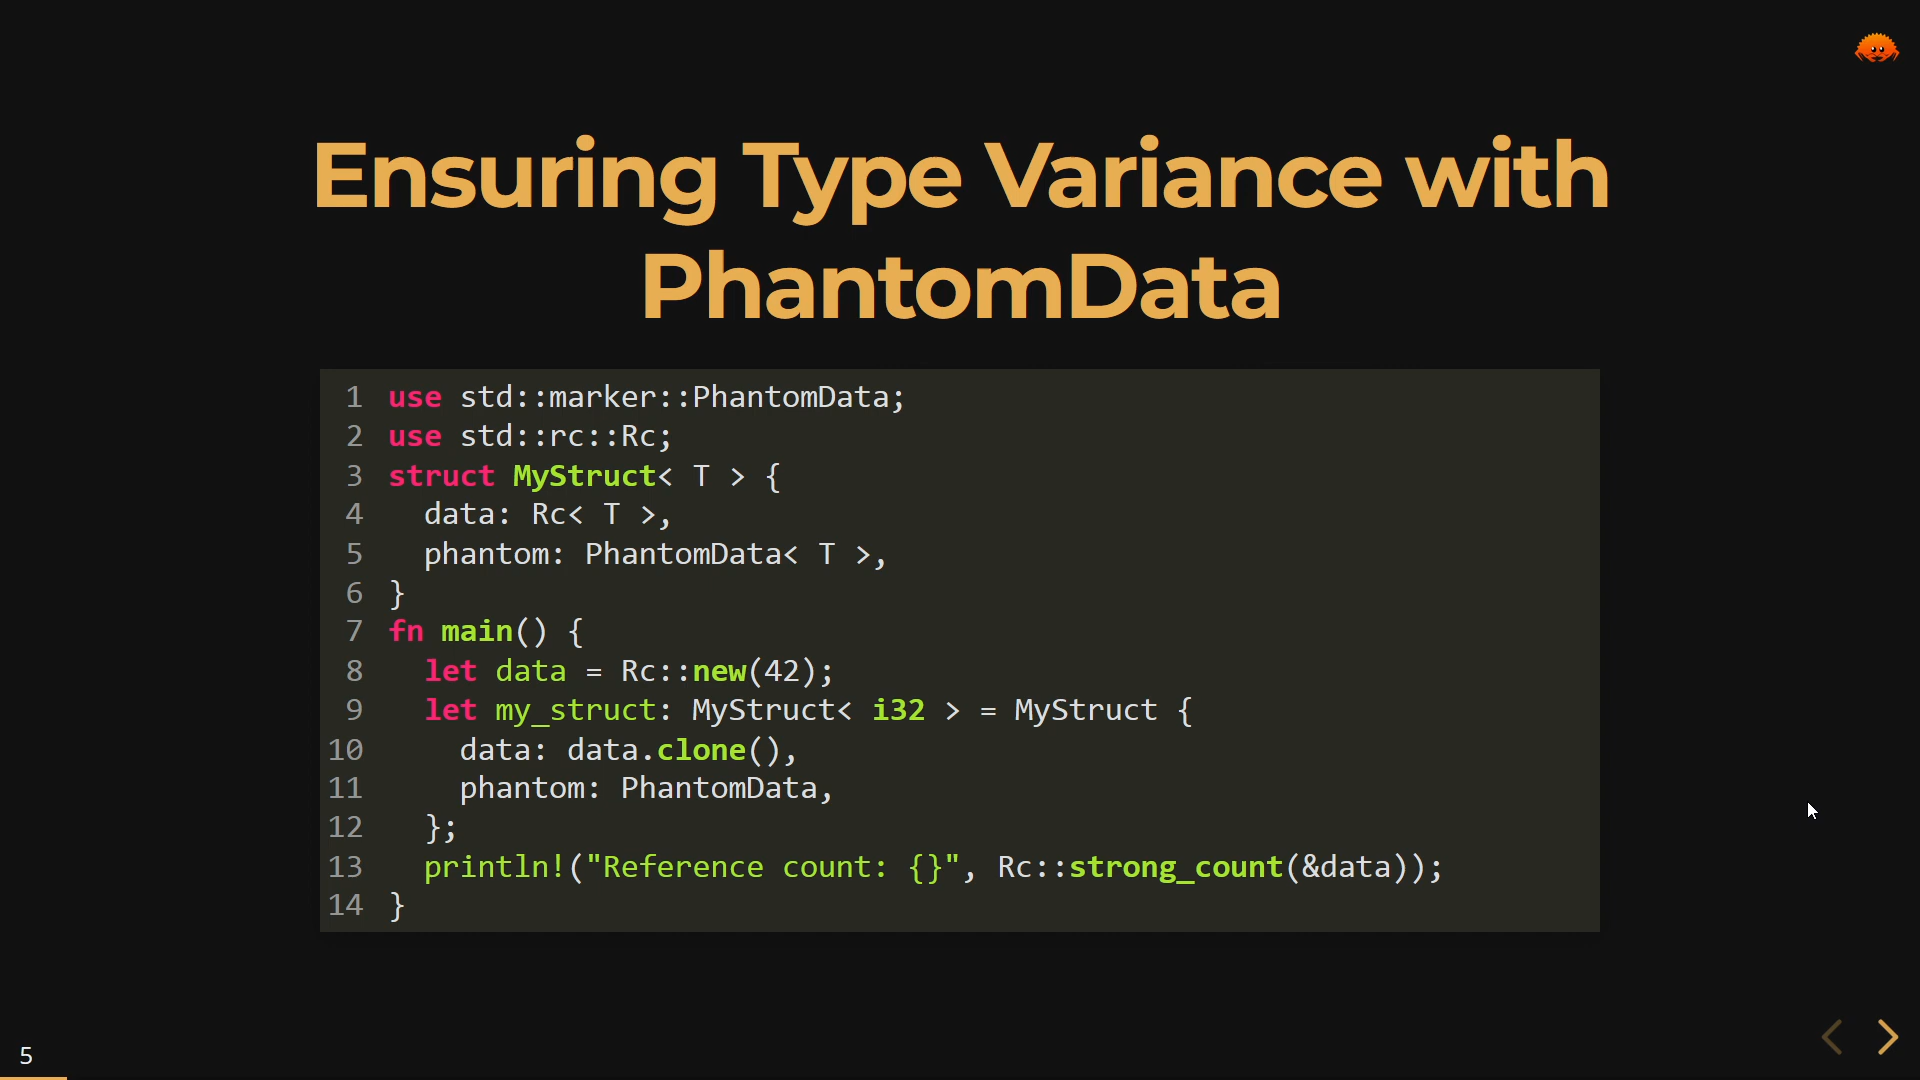 Ensuring Type Variance with
PhantomData
1 use std::marker::PhantomData;
2 use std::rc::Rc;
3 struct MyStruct< T > {
4   data: Rc< T >,
5   phantom: PhantomData< T >,
6 }
7 fn main() {
8   let data = Rc::new(42);
9   let my_struct: MyStruct< i32 > = MyStruct {
10     data: data.clone(),
11     phantom: PhantomData,
12   };
13   println!("Reference count: {}", Rc::strong_count(&data));
14 }
5